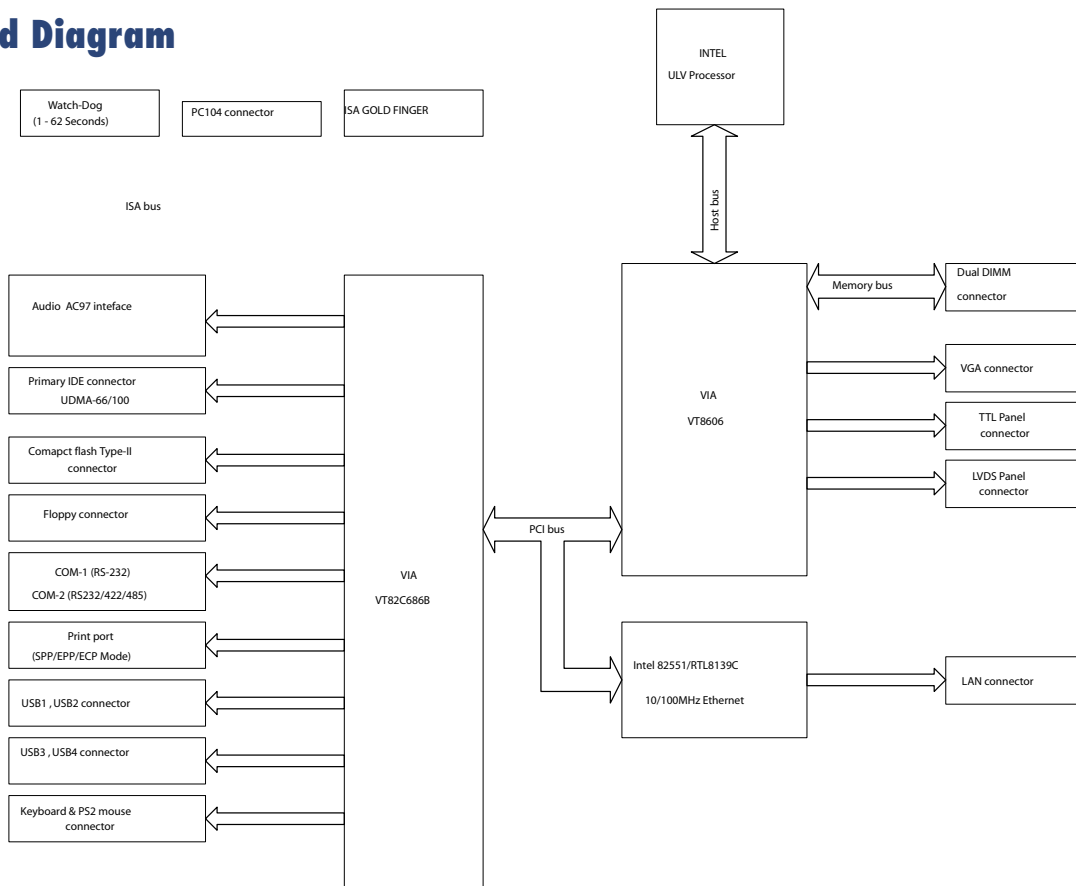 d Diagram
INTEL
ULV Processor
Watch-Dog
(1 - 62 Seconds)
PC104 connector
ISA GOLD FINGER
ISA bus
Host bus
Audio AC97 inteface
Primary IDE connector
UDMA-66/100
Comapct flash Type-II
connector
Floppy connector
COM-1 (RS-232)
COM-2 (RS232/422/485)
Print port
(SPP/EPP/ECP Mode)
USB1 , USB2 connector
USB3 , USB4 connector
Keyboard & PS2 mouse
connector
VIA
VT82C686B
PCI bus
VIA
VT8606
Memory bus
Dual DIMM
connector
VGA connector
TTL Panel
connector
LVDS Panel
connector
Intel 82551/RTL8139C
10/100MHz Ethernet
LAN connector